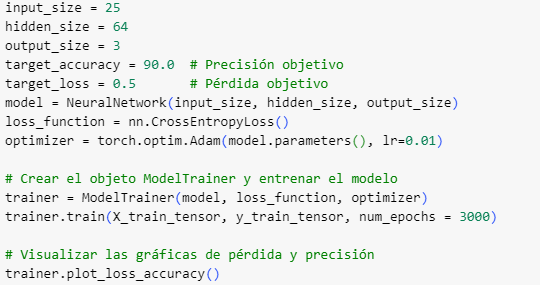 input_size = 25
hidden_size = 64
output_size = 3
target_accuracy = 90.0  # Precisión objetivo
target_loss = 0.5       # Pérdida objetivo
model = NeuralNetwork(input_size, hidden_size, output_size)
loss_function = nn.CrossEntropyLoss()
optimizer = torch.optim.Adam(model.parameters(), lr=0.01)

# Crear el objeto ModelTrainer y entrenar el modelo
trainer = ModelTrainer(model, loss_function, optimizer)
trainer.train(X_train_tensor, y_train_tensor, num_epochs = 3000)

# Visualizar las gráficas de pérdida y precisión
trainer.plot_loss_accuracy()